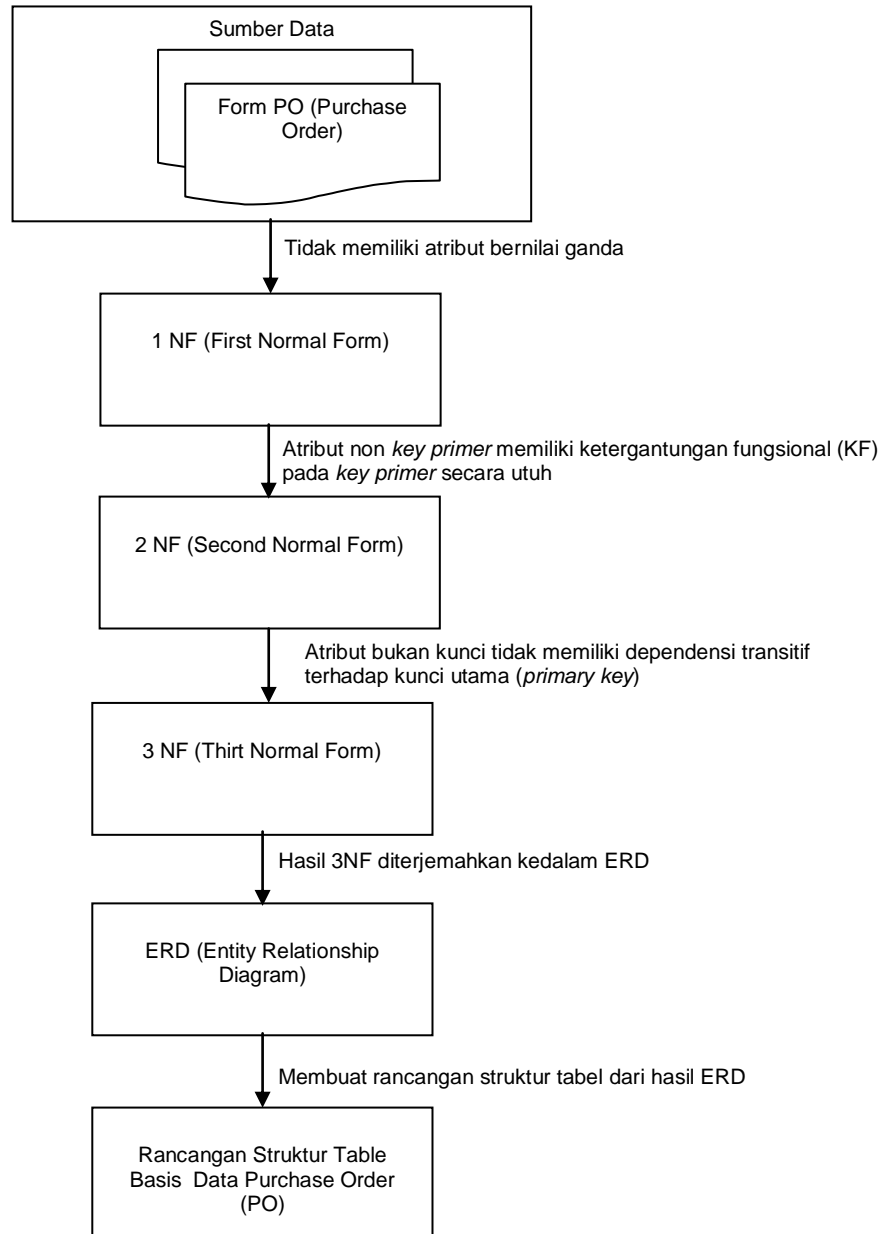 Sumber Data
Form PO (Purchase
Order)
Tidak memiliki atribut bernilai ganda
1 NF (First Normal Form)
Atribut non key primer memiliki ketergantungan fungsional (KF)
pada key primer secara utuh
2 NF (Second Normal Form)
Atribut bukan kunci tidak memiliki dependensi transitif
terhadap kunci utama (primary key)
3 NF (Thirt Normal Form)
Hasil 3NF diterjemahkan kedalam ERD
ERD (Entity Relationship
Diagram)
Membuat rancangan struktur tabel dari hasil ERD
Rancangan Struktur Table
Basis Data Purchase Order
(PO)